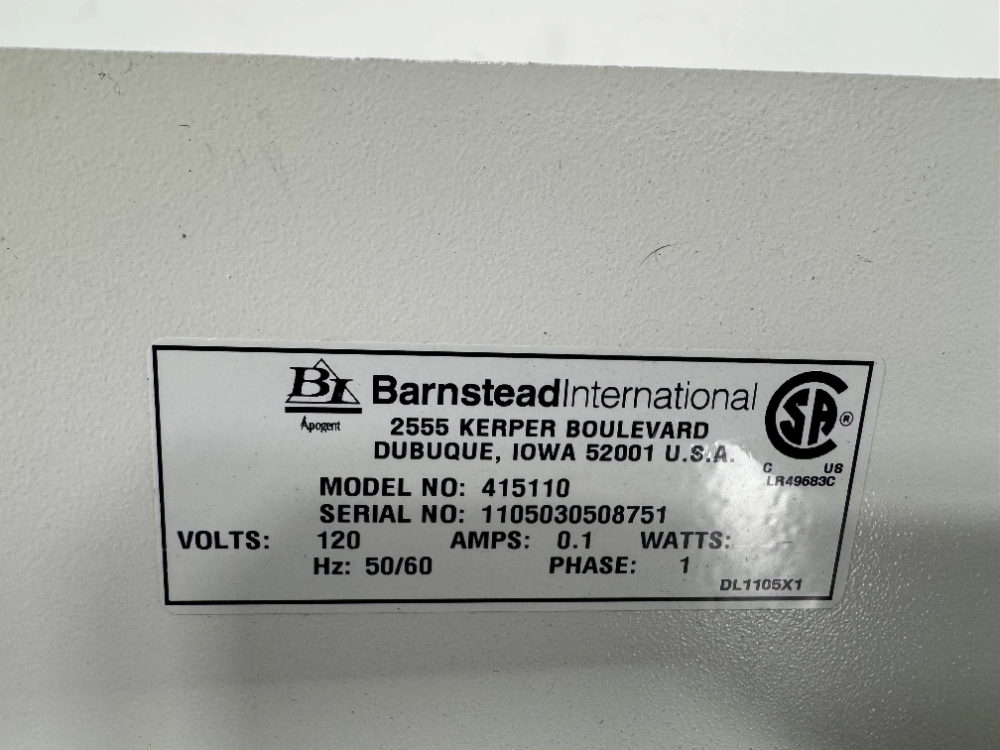 BI BarnsteadInternational
Apogent
2555 KERPER BOULEVARD
DUBUQUE, IOWA 52001 U.S.A.
SA ®
C US
LR49683C
MODEL NO: 415110
SERIAL NO: 1105030508751
VOLTS: 120 AMPS: 0.1 WATTS:
Hz: 50/60 PHASE: 1
DL1105X1